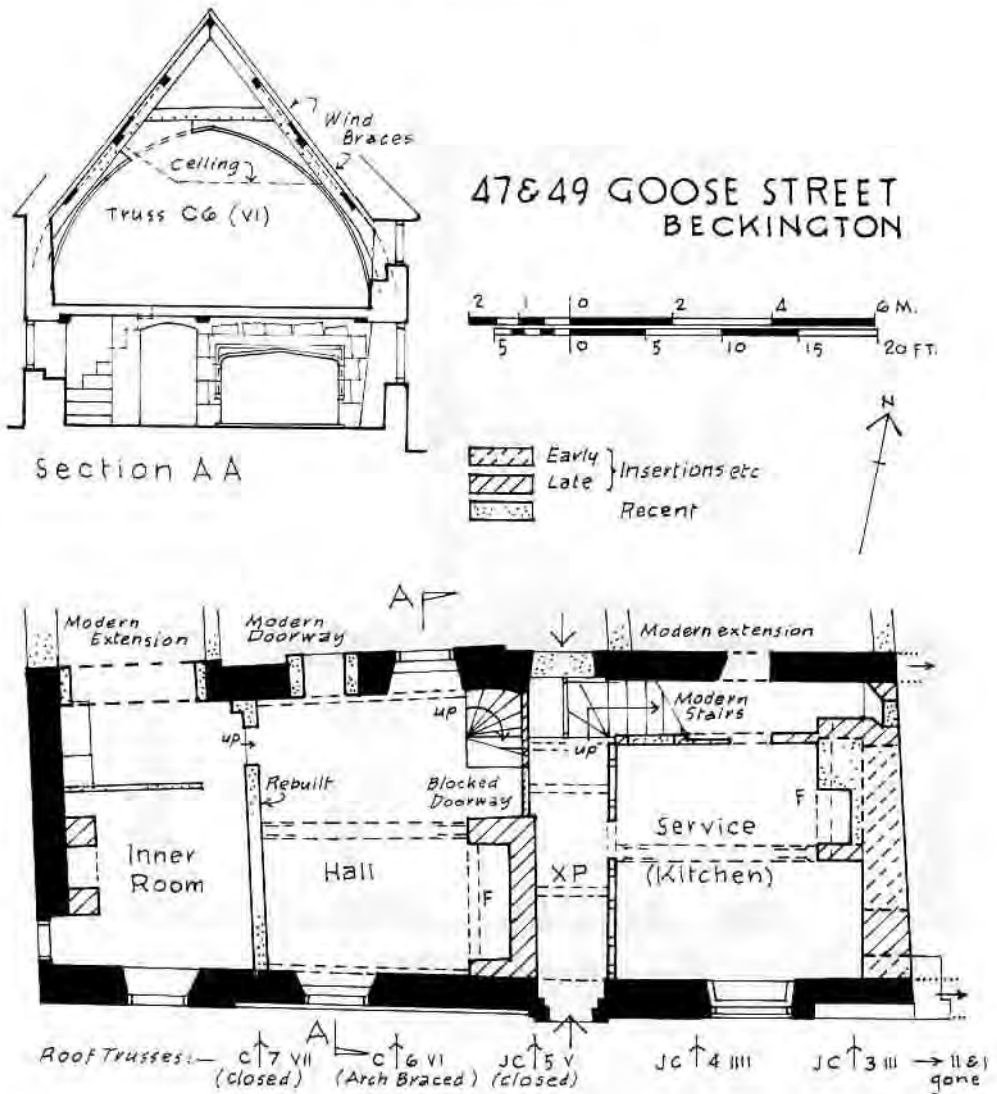 Wind
Braces
Ceiling
Truss C6 (VI)
Section AA
47&49 GOOSE STREET
BECKINGTON
2 1 0 2 4 6 M.
5 0 5 10 15 20 FT.
N
Early
Late
Insertions etc
Recent
A
Modern
Extension
Modern
Doorway
Modern extension
up
up
up
Modern
Stairs
Rebuilt
Blocked
Doorway
Inner
Room
Hall
F
XP
Service
(Kitchen)
F
A
Roof Trusses:— C 7 VII C 6 VI JC 5 V JC 4 IIII JC 3 III → II & I
(closed) (Arch Braced) (closed) gone